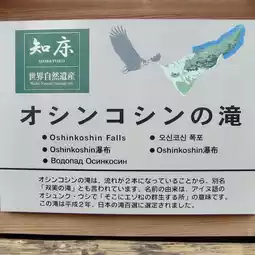 知床
SHIRETOKO
世界自然遺産
World Natural Heritage Site
オシンコシンの滝
● Oshinkoshin Falls
● 오신코신 폭포
● Oshinkoshin瀑布
● Oshinkoshin瀑布
● Водопад Осинкосин
オシンコシンの滝は、流れが2本になっていることから、別名
「双美の滝」とも言われています。名前の由来は、アイヌ語の
オシュンク・ウシで「そこにエゾ松の群生する所」の意味です。
この滝は平成2年、日本の滝百選に選定されました。